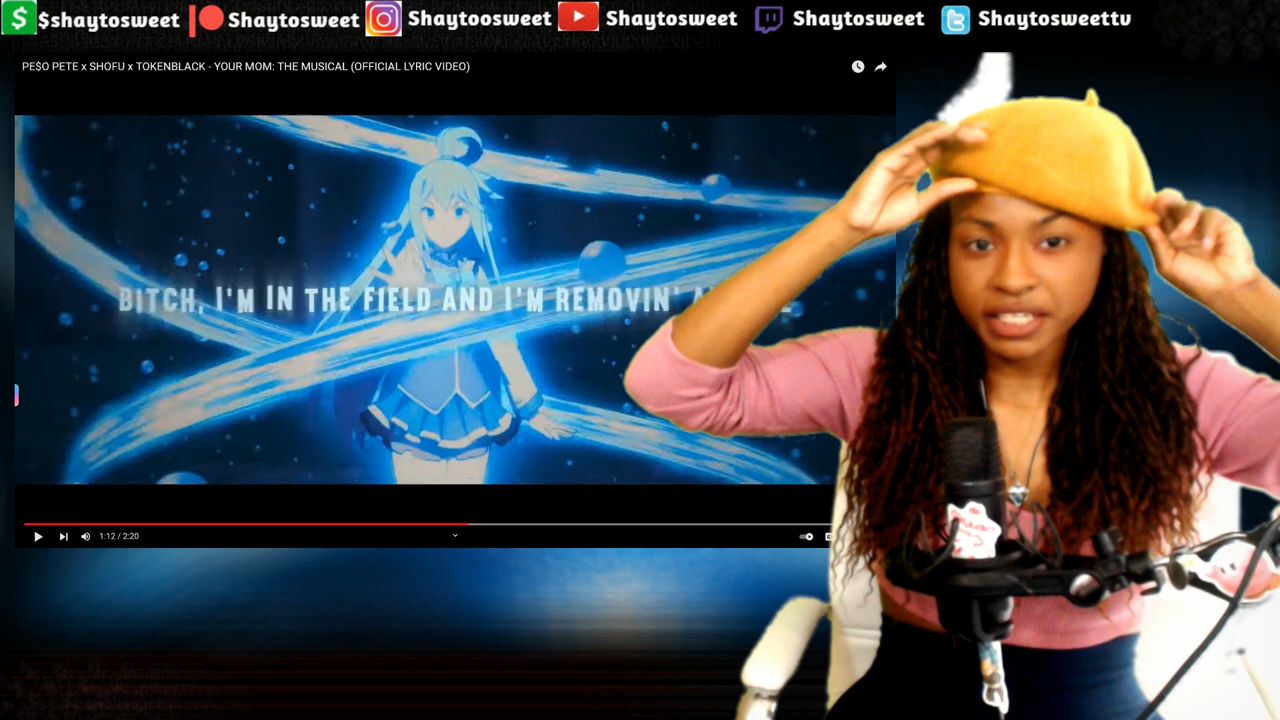 $shaytosweet Shaytosweet Shaytoosweet Shaytosweet Shaytosweet Shaytosweettv
PE$O PETE x SHOFU x TOKENBLACK - YOUR MOM: THE MUSICAL (OFFICIAL LYRIC VIDEO)
BITCH, I'M IN THE FIELD AND I'M REMOVIN'
1:12 / 2:20